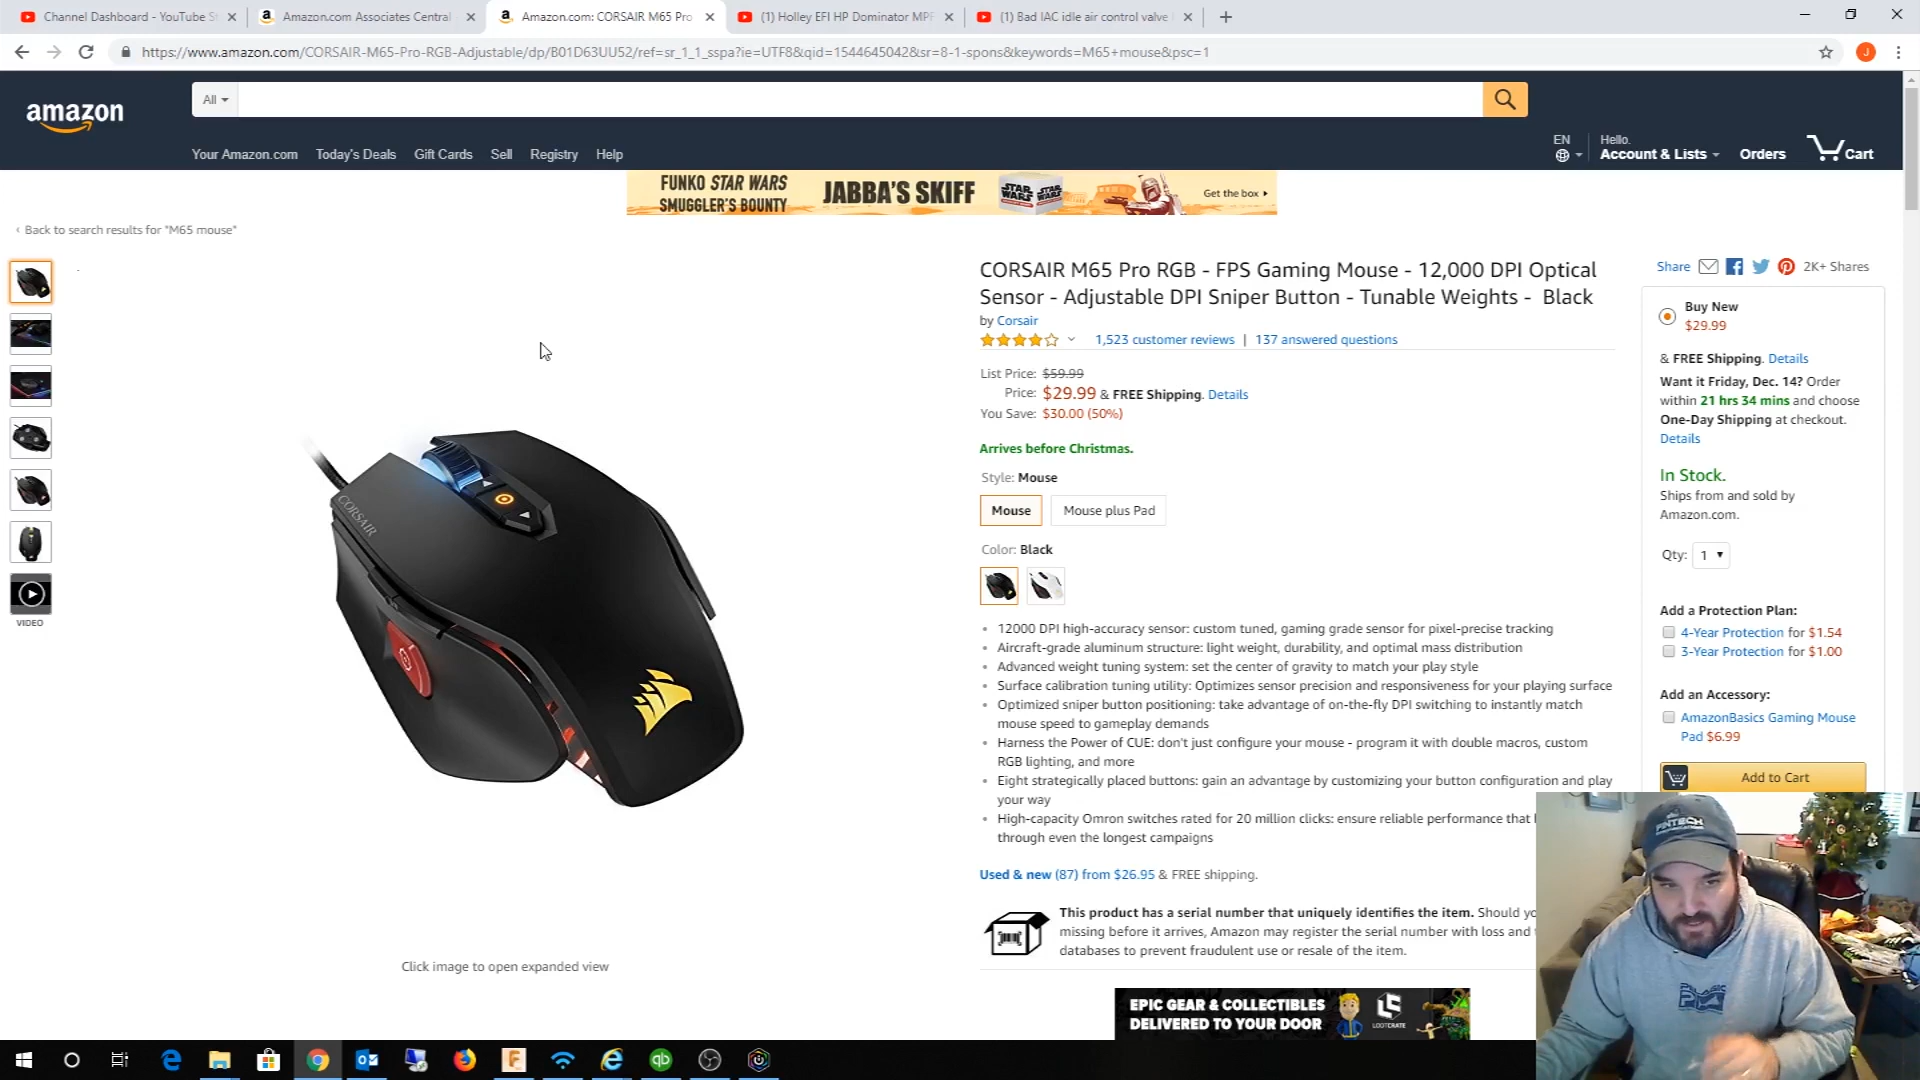 Channel Dashboard - YouTube St
Amazon.com Associates Central
Amazon.com: CORSAIR M65 Pro
(1) Holley EFI HP Dominator MPF
(1) Bad IAC idle air control valve
https://www.amazon.com/CORSAIR-M65-Pro-RGB-Adjustable/dp/B01D63UU52/ref=sr_1_1_sspa?ie=UTF8&qid=1544645042&sr=8-1-spons&keywords=M65+mouse&psc=1
J
amazon
All
Your Amazon.com Today's Deals Gift Cards Sell Registry Help
EN
Hello.
Account & Lists
Orders
Cart
FUNKO STAR WARS
SMUGGLER'S BOUNTY
JABBA'S SKIFF
STAR WARS
STAR WARS
Get the box
‹ Back to search results for "M65 mouse"
VIDEO
CORSAIR
Click image to open expanded view
CORSAIR M65 Pro RGB - FPS Gaming Mouse - 12,000 DPI Optical
Sensor - Adjustable DPI Sniper Button - Tunable Weights - Black
by Corsair
1,523 customer reviews | 137 answered questions
List Price: $59.99
Price: $29.99 & FREE Shipping. Details
You Save: $30.00 (50%)
Arrives before Christmas.
Style: Mouse
Mouse
Mouse plus Pad
Color: Black
• 12000 DPI high-accuracy sensor: custom tuned, gaming grade sensor for pixel-precise tracking
• Aircraft-grade aluminum structure: light weight, durability, and optimal mass distribution
• Advanced weight tuning system: set the center of gravity to match your play style
• Surface calibration tuning utility: Optimizes sensor precision and responsiveness for your playing surface
• Optimized sniper button positioning: take advantage of on-the-fly DPI switching to instantly match
mouse speed to gameplay demands
• Harness the Power of CUE: don't just configure your mouse - program it with double macros, custom
RGB lighting, and more
• Eight strategically placed buttons: gain an advantage by customizing your button configuration and play
your way
• High-capacity Omron switches rated for 20 million clicks: ensure reliable performance that
through even the longest campaigns
Used & new (87) from $26.95 & FREE shipping.
This product has a serial number that uniquely identifies the item. Should yo
missing before it arrives, Amazon may register the serial number with loss and
databases to prevent fraudulent use or resale of the item.
EPIC GEAR & COLLECTIBLES
DELIVERED TO YOUR DOOR
LOOTCRATE
Share
2K+ Shares
Buy New
$29.99
& FREE Shipping. Details
Want it Friday, Dec. 14? Order
within 21 hrs 34 mins and choose
One-Day Shipping at checkout.
Details
In Stock.
Ships from and sold by
Amazon.com.
Qty: 1
Add a Protection Plan:
4-Year Protection for $1.54
3-Year Protection for $1.00
Add an Accessory:
AmazonBasics Gaming Mouse
Pad $6.99
Add to Cart
FINTECH